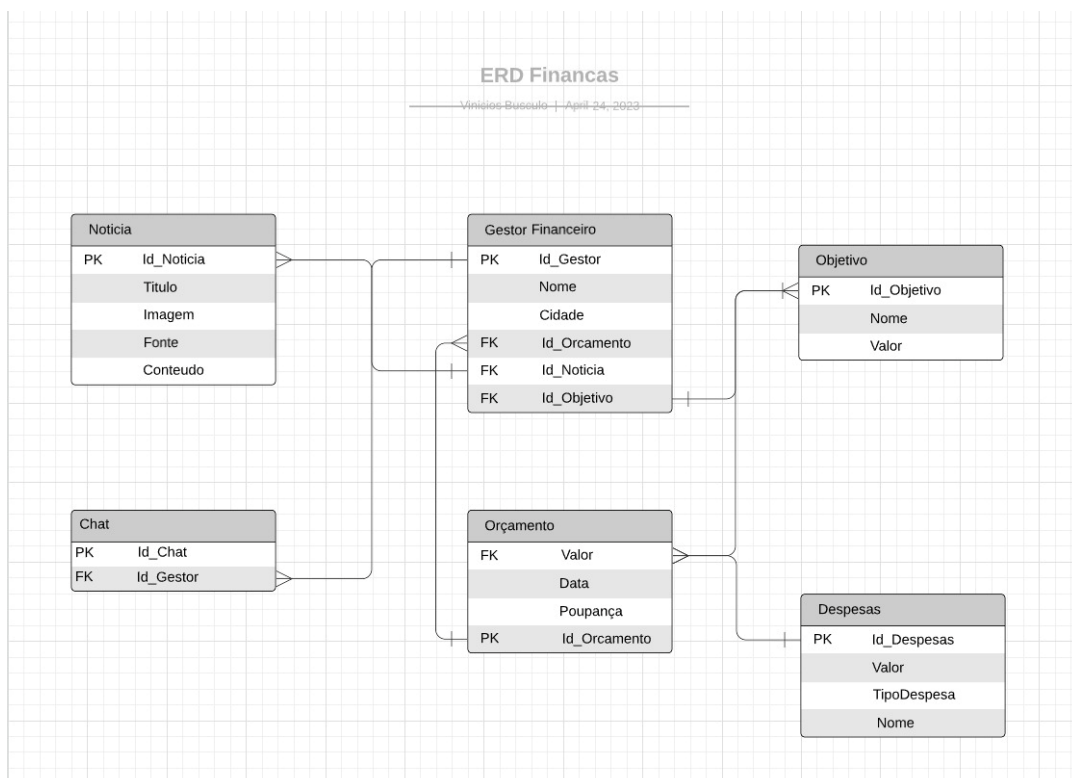 ERD Financas
Vinicios Busculo | April 24, 2023
Noticia
PK Id_Noticia
Titulo
Imagem
Fonte
Conteudo
Gestor Financeiro
PK Id_Gestor
Nome
Cidade
FK Id_Orcamento
FK Id_Noticia
FK Id_Objetivo
Objetivo
PK Id_Objetivo
Nome
Valor
Chat
PK Id_Chat
FK Id_Gestor
Orçamento
FK Valor
Data
Poupança
PK Id_Orcamento
Despesas
PK Id_Despesas
Valor
TipoDespesa
Nome